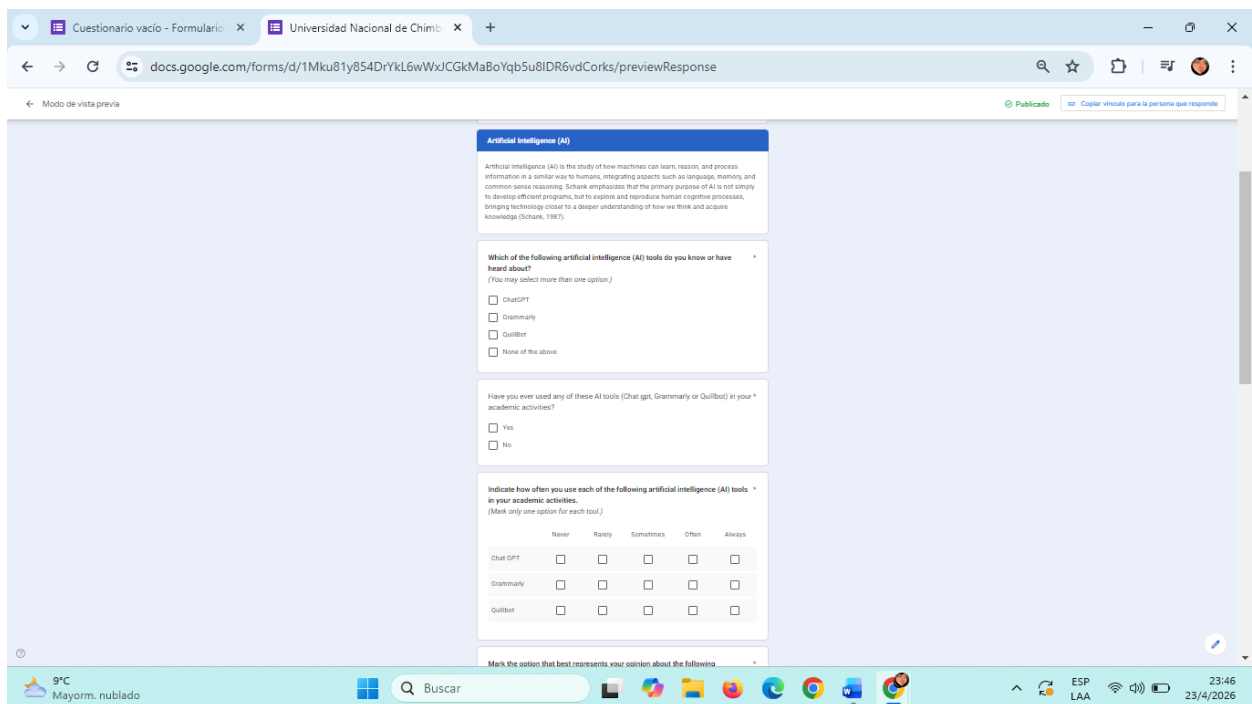 Cuestionario vacío - Formulario
Universidad Nacional de Chimb
docs.google.com/forms/d/1Mku81y854DrYkL6wWxJCGkMaBoYqb5u8IDR6vdCorks/previewResponse
Modo de vista previa
Publicado
Copiar vínculo para la persona que responde
Artificial Intelligence (AI)
Artificial Intelligence (AI) is the study of how machines can learn, reason, and process
information in a similar way to humans, integrating aspects such as language, memory, and
common-sense reasoning. Schank emphasizes that the primary purpose of AI is not simply
to develop efficient programs, but to explore and reproduce human cognitive processes,
bringing technology closer to a deeper understanding of how we think and acquire
knowledge (Schank, 1987).
Which of the following artificial intelligence (AI) tools do you know or have *
heard about?
(You may select more than one option.)
ChatGPT
Grammarly
QuillBot
None of the above
Have you ever used any of these AI tools (Chat gpt, Grammarly or Quillbot) in your *
academic activities?
Yes
No
Indicate how often you use each of the following artificial intelligence (AI) tools *
in your academic activities.
(Mark only one option for each tool.)
Never Rarely Sometimes Often Always
Chat GPT
Grammarly
Quillbot
Mark the option that best represents your opinion about the following *
9°C
Mayorm. nublado
Buscar
ESP
LAA
23:46
23/4/2026